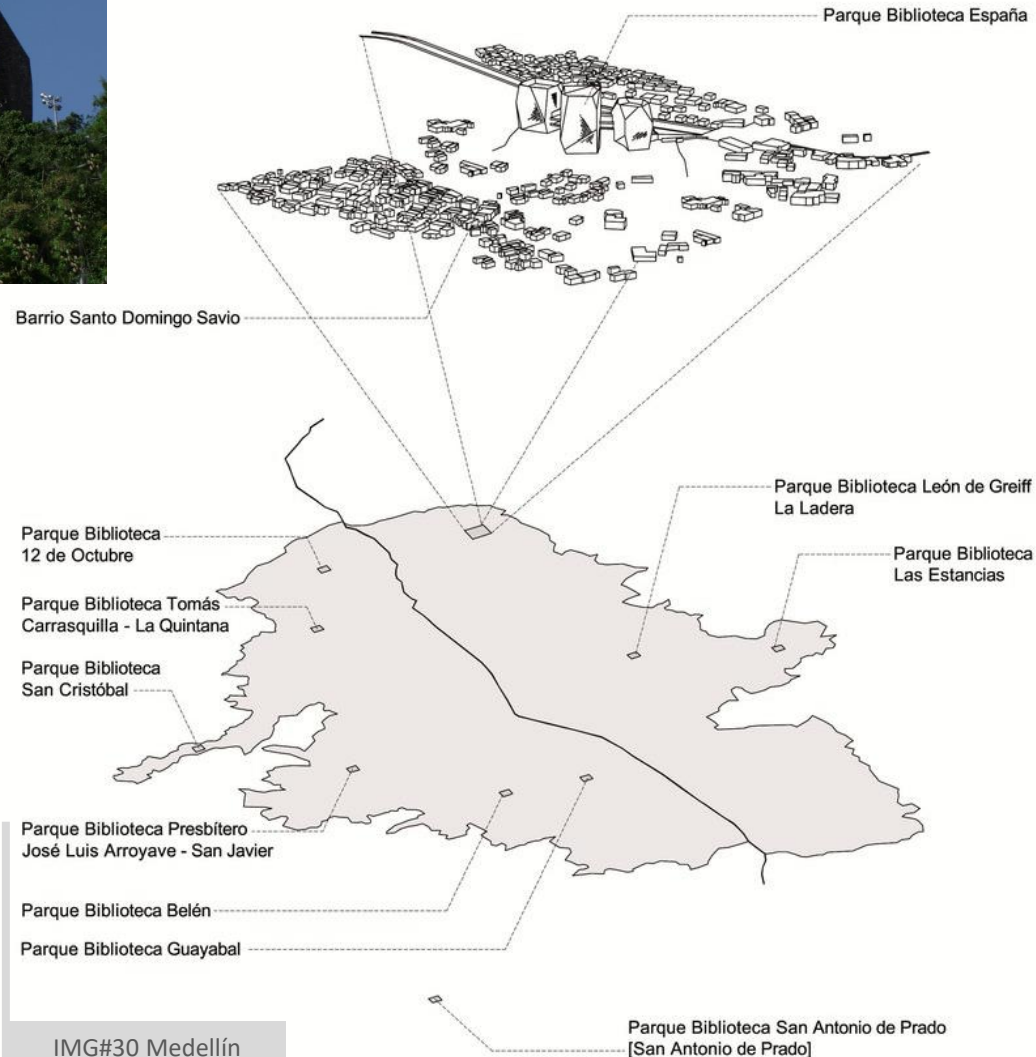 Parque Biblioteca España
Barrio Santo Domingo Savio
Parque Biblioteca León de Greiff
La Ladera
Parque Biblioteca
12 de Octubre
Parque Biblioteca
Las Estancias
Parque Biblioteca Tomás
Carrasquilla - La Quintana
Parque Biblioteca
San Cristóbal
Parque Biblioteca Presbítero
José Luis Arroyave - San Javier
Parque Biblioteca Belén
Parque Biblioteca Guayabal
Parque Biblioteca San Antonio de Prado
[San Antonio de Prado]
IMG#30 Medellín